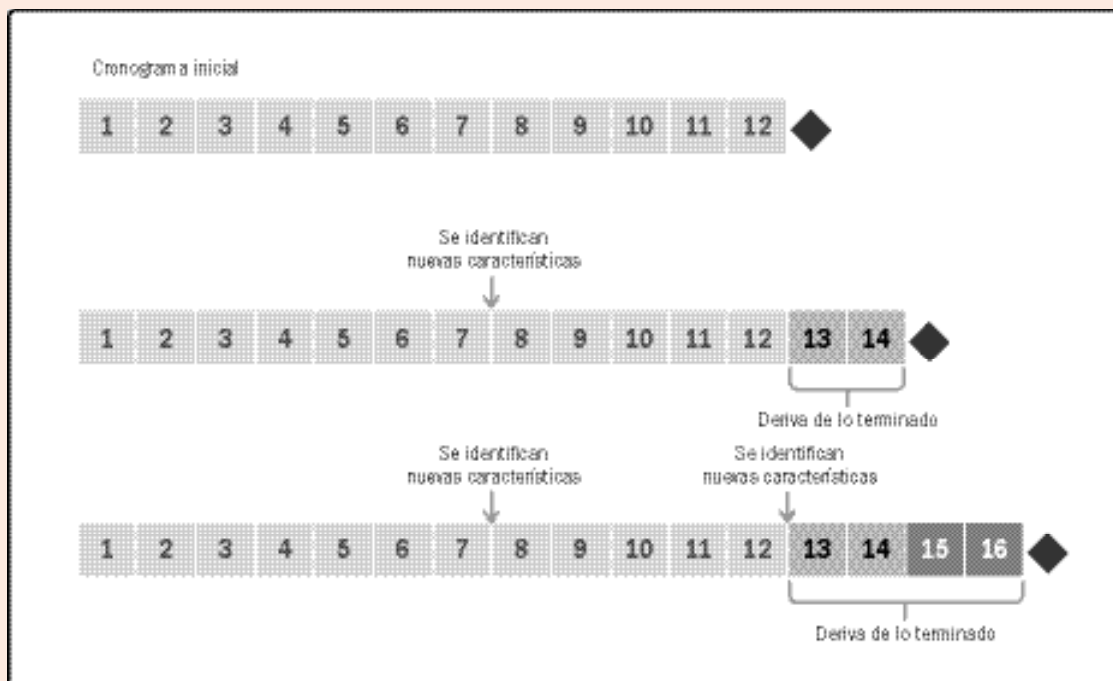 Cronograma inicial
1 2 3 4 5 6 7 8 9 10 11 12
Se identifican
nuevas características
1 2 3 4 5 6 7 8 9 10 11 12 13 14
Deriva de lo terminado
Se identifican
nuevas características
Se identifican
nuevas características
1 2 3 4 5 6 7 8 9 10 11 12 13 14 15 16
Deriva de lo terminado